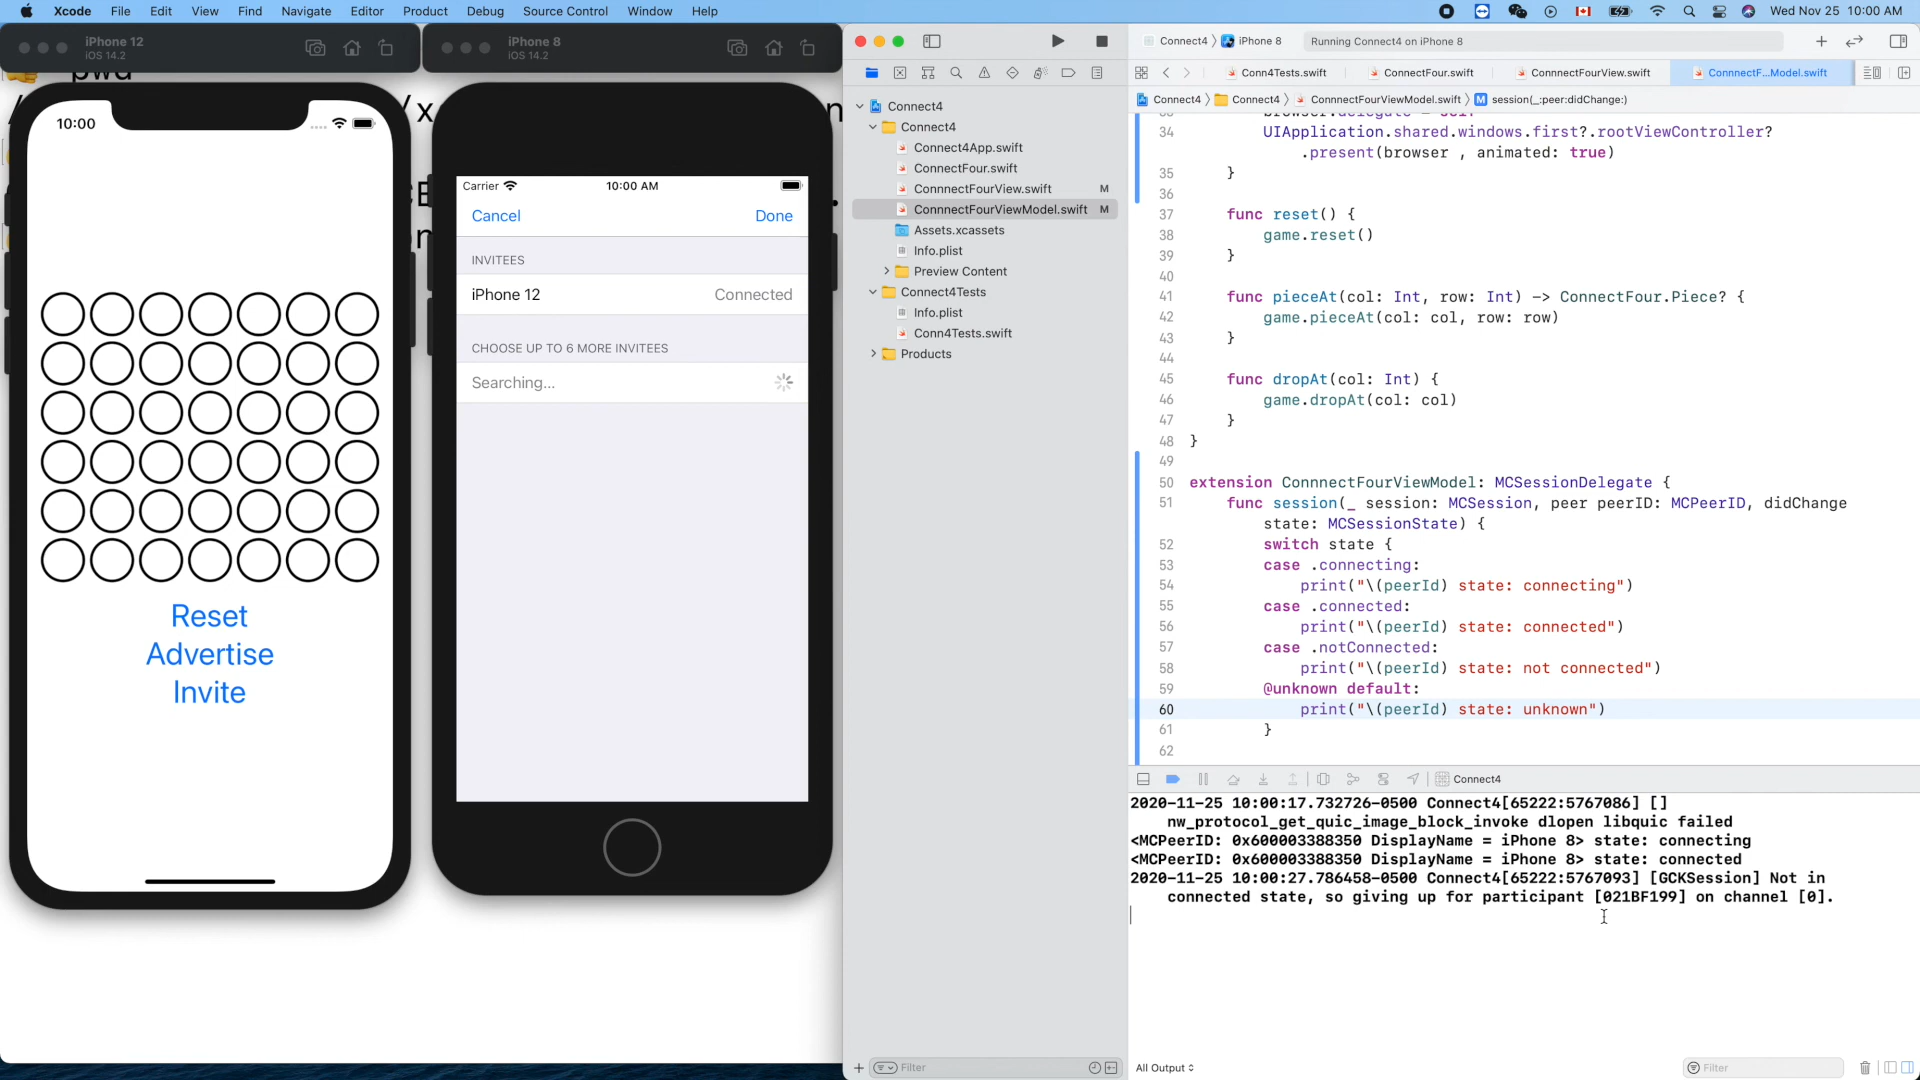 Xcode File Edit View Find Navigate Editor Product Debug Source Control Window Help
Wed Nov 25 10:00 AM
iPhone 12
iOS 14.2
iPhone 8
iOS 14.2
pwd
10:00
Reset
Advertise
Invite
Carrier
10:00 AM
Cancel
Done
INVITEES
iPhone 12 Connected
CHOOSE UP TO 6 MORE INVITEES
Searching...
Connect4
Connect4
Connect4App.swift
ConnectFour.swift
ConnnectFourView.swift M
ConnnectFourViewModel.swift M
Assets.xcassets
Info.plist
Preview Content
Connect4Tests
Info.plist
Conn4Tests.swift
Products
Filter
Connect4 〉 iPhone 8
Running Connect4 on iPhone 8
Conn4Tests.swift ConnectFour.swift ConnnectFourView.swift ConnnectF...Model.swift
Connect4 〉 Connect4 〉 ConnnectFourViewModel.swift 〉 M session(_:peer:didChange:)
33 browser.delegate = self
34 UIApplication.shared.windows.first?.rootViewController?
.present(browser , animated: true)
35 }
36
37 func reset() {
38 game.reset()
39 }
40
41 func pieceAt(col: Int, row: Int) -> ConnectFour.Piece? {
42 game.pieceAt(col: col, row: row)
43 }
44
45 func dropAt(col: Int) {
46 game.dropAt(col: col)
47 }
48 }
49
50 extension ConnnectFourViewModel: MCSessionDelegate {
51 func session(_ session: MCSession, peer peerID: MCPeerID, didChange
state: MCSessionState) {
52 switch state {
53 case .connecting:
54 print("\(peerId) state: connecting")
55 case .connected:
56 print("\(peerId) state: connected")
57 case .notConnected:
58 print("\(peerId) state: not connected")
59 @unknown default:
60 print("\(peerId) state: unknown")
61 }
62
Connect4
2020-11-25 10:00:17.732726-0500 Connect4[65222:5767086] []
nw_protocol_get_quic_image_block_invoke dlopen libquic failed
<MCPeerID: 0x600003388350 DisplayName = iPhone 8> state: connecting
<MCPeerID: 0x600003388350 DisplayName = iPhone 8> state: connected
2020-11-25 10:00:27.786458-0500 Connect4[65222:5767093] [GCKSession] Not in
connected state, so giving up for participant [021BF199] on channel [0].
All Output
Filter